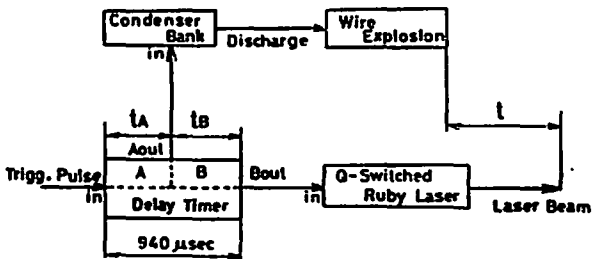 Condenser
Bank
in
Discharge
Wire
Explosion
tA
tB
t
Aout
Trigg. Pulse
in
A
B
Bout
Delay Timer
in
Q-Switched
Ruby Laser
Laser Beam
940 μsec